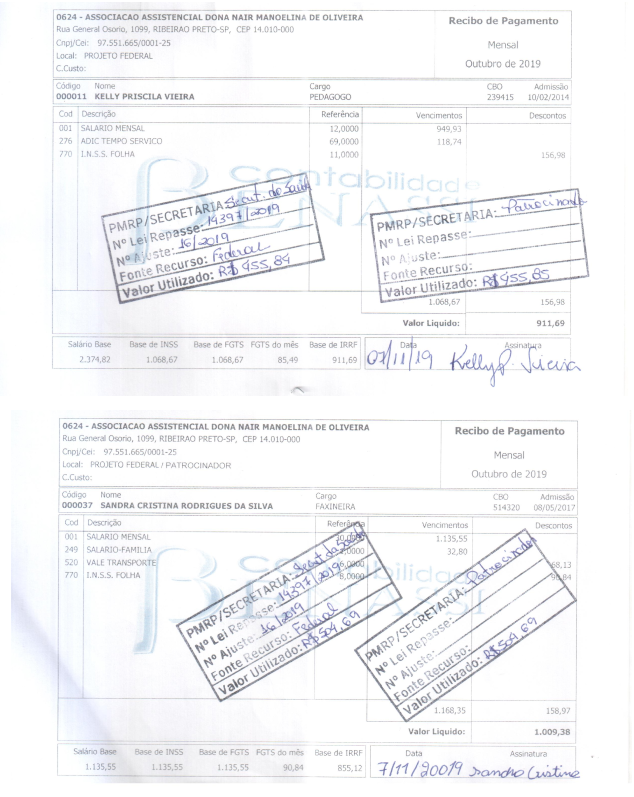 0624 - ASSOCIACAO ASSISTENCIAL DONA NAIR MANOELINA DE OLIVEIRA
Rua General Osorio, 1099, RIBEIRAO PRETO-SP, CEP 14.010-000
Recibo de Pagamento
Cnpj/Cei: 97.551.665/0001-25
Mensal
Local: PROJETO FEDERAL
Outubro de 2019
C.Custo:
Código Nome Cargo CBO Admissão
000011 KELLY PRISCILA VIEIRA PEDAGOGO 239415 10/02/2014
Cod Descrição Referência Vencimentos Descontos
001 SALARIO MENSAL 12,0000 949,93
276 ADIC TEMPO SERVICO 69,0000 118,74
770 I.N.S.S. FOLHA 11,0000 156,98
contabilidade
BENASSI
PMRP/SECRETARIA: Secret. da Saúde
Nº Lei Repasse: 14397/2019
Nº Ajuste: 16/2019
Fonte Recurso: Federal
Valor Utilizado: R$ 455,84
PMRP/SECRETARIA: Patrocinador
Nº Lei Repasse:
Nº Ajuste:
Fonte Recurso:
Valor Utilizado: R$ 455,85
1.068,67 156,98
Valor Liquido: 911,69
Salário Base Base de INSS Base de FGTS FGTS do mês Base de IRRF Data Assinatura
2.374,82 1.068,67 1.068,67 85,49 911,69 07/11/19 Kelly P. Vieira
0624 - ASSOCIACAO ASSISTENCIAL DONA NAIR MANOELINA DE OLIVEIRA
Rua General Osorio, 1099, RIBEIRAO PRETO-SP, CEP 14.010-000
Recibo de Pagamento
Cnpj/Cei: 97.551.665/0001-25
Mensal
Local: PROJETO FEDERAL / PATROCINADOR
Outubro de 2019
C.Custo:
Código Nome Cargo CBO Admissão
000037 SANDRA CRISTINA RODRIGUES DA SILVA FAXINEIRA 514320 08/05/2017
Cod Descrição Referência Vencimentos Descontos
001 SALARIO MENSAL 30,0000 1.135,55
249 SALARIO-FAMILIA 32,80
520 VALE TRANSPORTE 6,0000 68,13
770 I.N.S.S. FOLHA 8,0000 90,84
BENASSI
PMRP/SECRETARIA: Secret da Saúde
Nº Lei Repasse: 14397/2019
Nº Ajuste: 16/2019
Fonte Recurso: Federal
Valor Utilizado: R$ 504,69
PMRP/SECRETARIA: Patrocinador
Nº Lei Repasse:
Nº Ajuste:
Fonte Recurso:
Valor Utilizado: R$ 504,69
1.168,35 158,97
Valor Liquido: 1.009,38
Salário Base Base de INSS Base de FGTS FGTS do mês Base de IRRF Data Assinatura
1.135,55 1.135,55 1.135,55 90,84 855,12 7/11/20019 Sandra Cristina